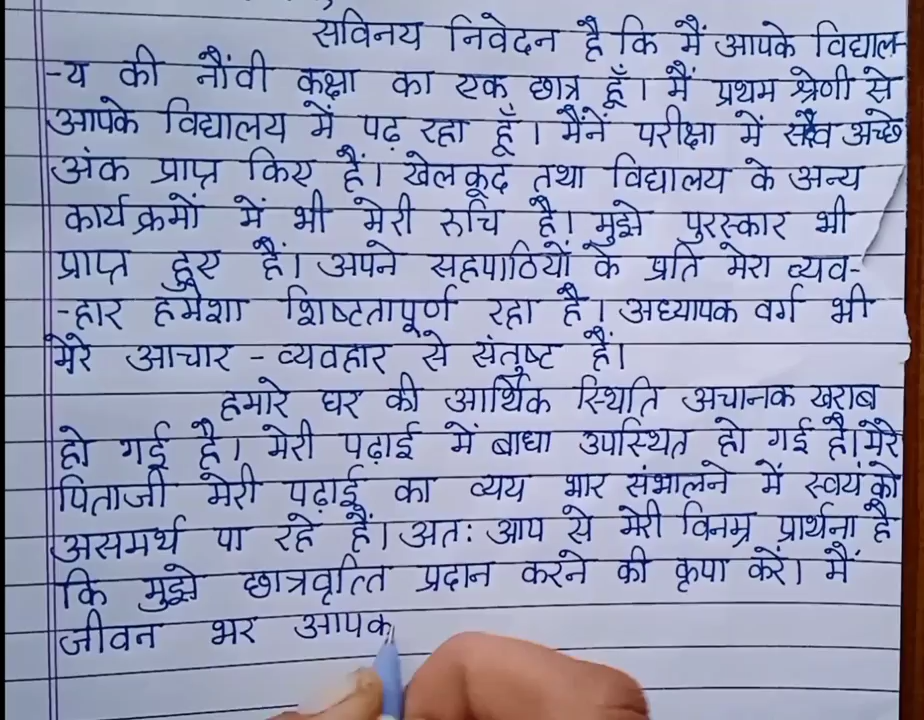 सविनय निवेदन है कि मैं आपके विद्याल-
-य की नौंवी कक्षा का एक छात्र हूँ। मैं प्रथम श्रेणी से
आपके विद्यालय में पढ़ रहा हूँ। मैंनें परीक्षा में सदैव अच्छे
अंक प्राप्त किए हैं। खेलकूद तथा विद्यालय के अन्य
कार्यक्रमों में भी मेरी रुचि है। मुझे पुरस्कार भी
प्राप्त हुए हैं। अपने सहपाठियों के प्रति मेरा व्यव-
-हार हमेशा शिष्टतापूर्ण रहा है। अध्यापक वर्ग भी
मेरे आचार - व्यवहार से संतुष्ट हैं।
हमारे घर की आर्थिक स्थिति अचानक खराब
हो गई है। मेरी पढ़ाई में बाधा उपस्थित हो गई है। मेरे
पिताजी मेरी पढ़ाई का व्यय भार संभालने में स्वयं को
असमर्थ पा रहे हैं। अतः आप से मेरी विनम्र प्रार्थना है
कि मुझे छात्रवृत्ति प्रदान करने की कृपा करें। मैं
जीवन भर आपक